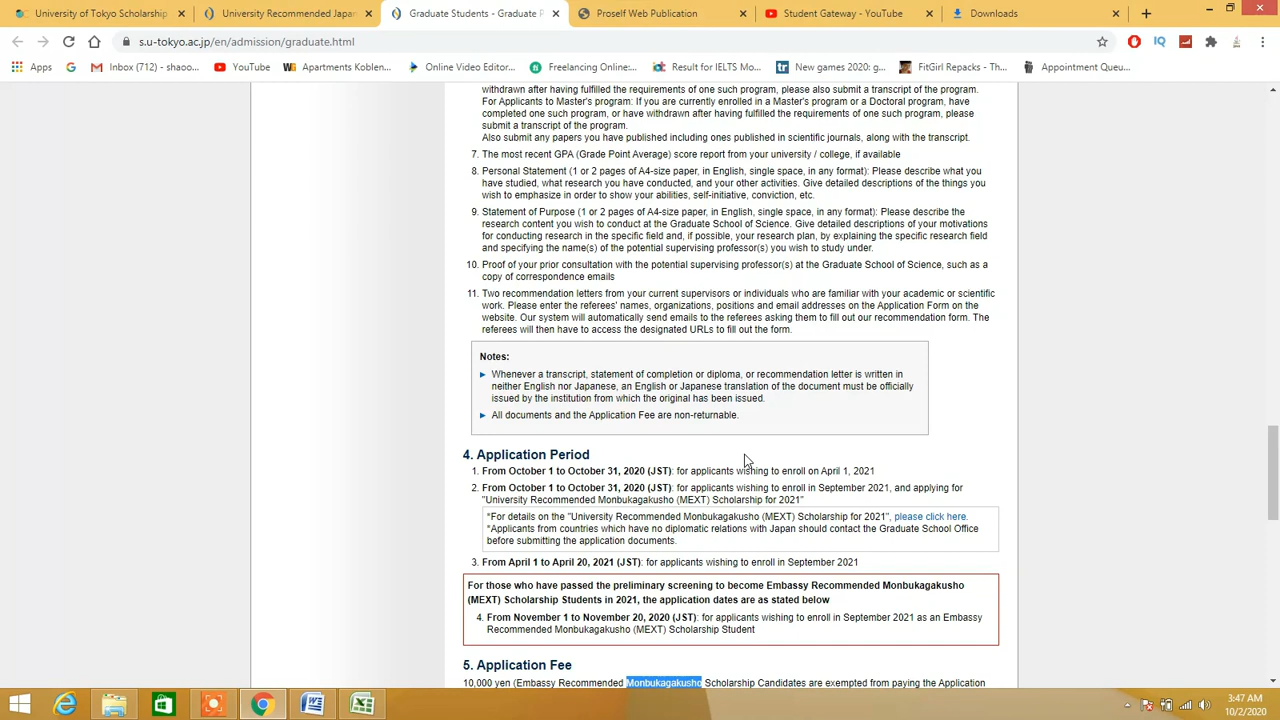 University of Tokyo Scholarship
University Recommended Japan
Graduate Students - Graduate P
Proself Web Publication
Student Gateway - YouTube
Downloads
s.u-tokyo.ac.jp/en/admission/graduate.html
Apps
Inbox (712) - shaoo...
YouTube
Apartments Koblen...
Online Video Editor...
Freelancing Online:...
Result for IELTS Mo...
New games 2020: g...
FitGirl Repacks - Th...
Appointment Queu...
withdrawn after having fulfilled the requirements of one such program, please also submit a transcript of the program.
For Applicants to Master's program: If you are currently enrolled in a Master's program or a Doctoral program, have
completed one such program, or have withdrawn after having fulfilled the requirements of one such program, please
submit a transcript of the program.
Also submit any papers you have published including ones published in scientific journals, along with the transcript.
7. The most recent GPA (Grade Point Average) score report from your university / college, if available
8. Personal Statement (1 or 2 pages of A4-size paper, in English, single space, in any format): Please describe what you
have studied, what research you have conducted, and your other activities. Give detailed descriptions of the things you
wish to emphasize in order to show your abilities, self-initiative, conviction, etc.
9. Statement of Purpose (1 or 2 pages of A4-size paper, in English, single space, in any format): Please describe the
research content you wish to conduct at the Graduate School of Science. Give detailed descriptions of your motivations
for conducting research in the specific field and, if possible, your research plan, by explaining the specific research field
and specifying the name(s) of the potential supervising professor(s) you wish to study under.
10. Proof of your prior consultation with the potential supervising professor(s) at the Graduate School of Science, such as a
copy of correspondence emails
11. Two recommendation letters from your current supervisors or individuals who are familiar with your academic or scientific
work. Please enter the referees' names, organizations, positions and email addresses on the Application Form on the
website. Our system will automatically send emails to the referees asking them to fill out our recommendation form. The
referees will then have to access the designated URLs to fill out the form.
Notes:
Whenever a transcript, statement of completion or diploma, or recommendation letter is written in
neither English nor Japanese, an English or Japanese translation of the document must be officially
issued by the institution from which the original has been issued.
All documents and the Application Fee are non-returnable.
4. Application Period
1. From October 1 to October 31, 2020 (JST): for applicants wishing to enroll on April 1, 2021
2. From October 1 to October 31, 2020 (JST): for applicants wishing to enroll in September 2021, and applying for
"University Recommended Monbukagakusho (MEXT) Scholarship for 2021"
*For details on the "University Recommended Monbukagakusho (MEXT) Scholarship for 2021", please click here.
*Applicants from countries which have no diplomatic relations with Japan should contact the Graduate School Office
before submitting the application documents.
3. From April 1 to April 20, 2021 (JST): for applicants wishing to enroll in September 2021
For those who have passed the preliminary screening to become Embassy Recommended Monbukagakusho
(MEXT) Scholarship Students in 2021, the application dates are as stated below
4. From November 1 to November 20, 2020 (JST): for applicants wishing to enroll in September 2021 as an Embassy
Recommended Monbukagakusho (MEXT) Scholarship Student
5. Application Fee
10,000 yen (Embassy Recommended Monbukagakusho Scholarship Candidates are exempted from paying the Application
3:47 AM
10/2/2020